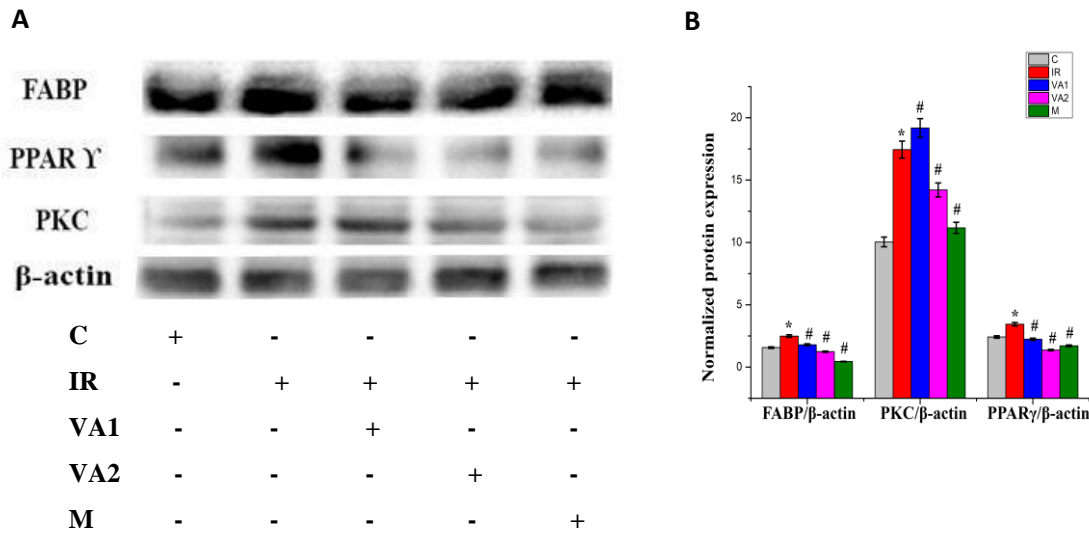 A
FABP
PPAR ϒ
PKC
β-actin
C + - - - -
IR - + + + +
VA1 - - + - -
VA2 - - - + -
M - - - - +
B
C
IR
VA1
VA2
M
Normalized protein expression
20
15
10
5
0
* # # #
* # # #
* # # #
FABP/β-actin PKC/β-actin PPARγ/β-actin